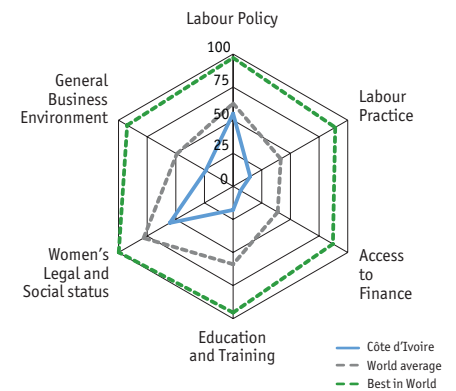 Labour Policy
100
75
50
25
0
General
Business
Environment
Labour
Practice
Women's
Legal and
Social status
Access
to
Finance
Education
and Training
Côte d'Ivoire
World average
Best in World